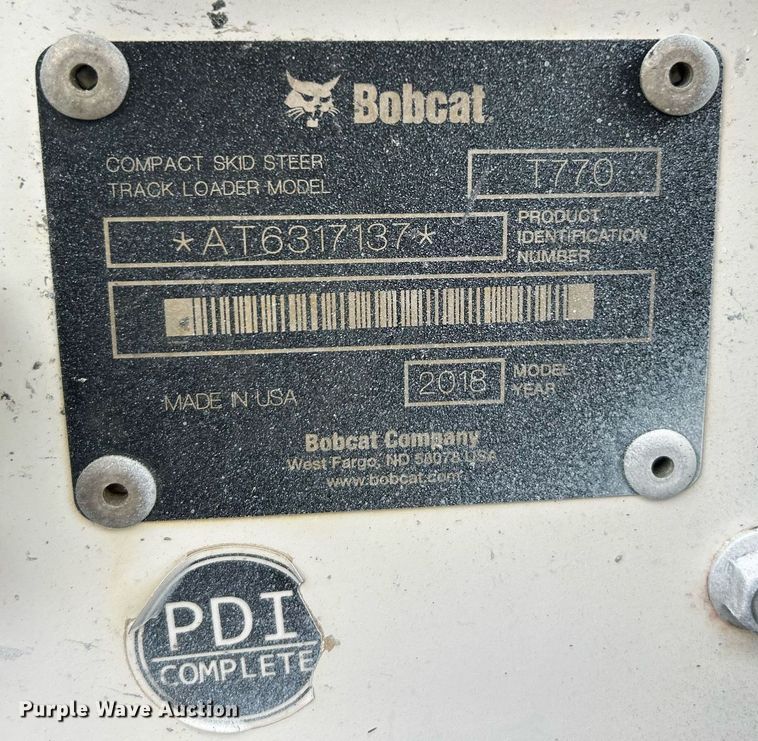 Bobcat.
COMPACT SKID STEER
TRACK LOADER MODEL
T770
*AT6317137*
PRODUCT
IDENTIFICATION
NUMBER
2018
MODEL
YEAR
MADE IN USA
Bobcat Company
West Fargo, ND 58078 USA
www.bobcat.com
PDI
COMPLETE
Purple Wave Auction